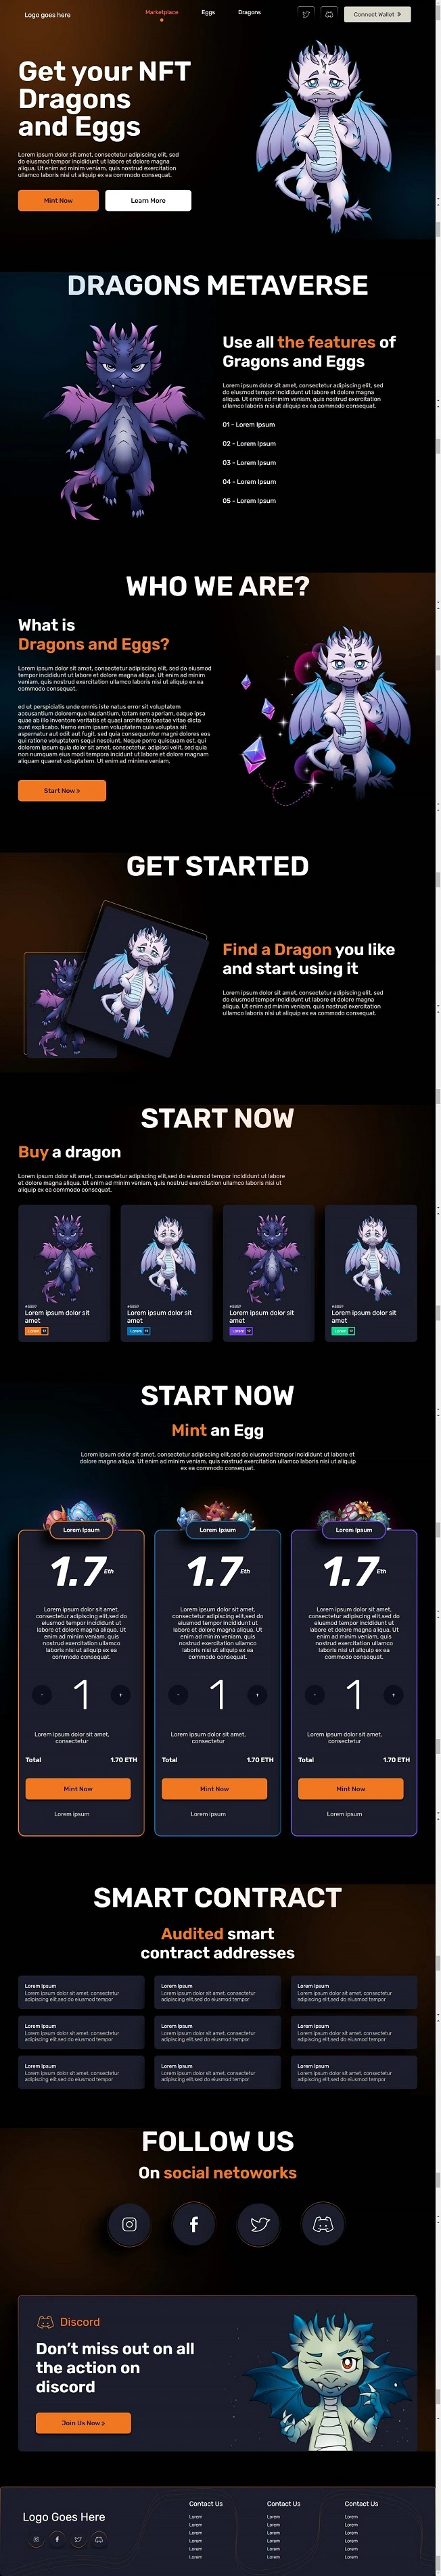 Logo goes here
Marketplace
Eggs
Dragons
Connect Wallet
Get your NFT
Dragons
and Eggs
Lorem ipsum dolor sit amet, consectetur adipiscing elit, sed
do eiusmod tempor incididunt ut labore et dolore magna
aliqua. Ut enim ad minim veniam, quis nostrud exercitation
ullamco laboris nisi ut aliquip ex ea commodo consequat.
Mint Now
Learn More
DRAGONS METAVERSE
Use all the features of
Gragons and Eggs
Lorem ipsum dolor sit amet, consectetur adipiscing elit, sed
do eiusmod tempor incididunt ut labore et dolore magna
aliqua. Ut enim ad minim veniam, quis nostrud exercitation
ullamco laboris nisi ut aliquip ex ea commodo consequat.
01 - Lorem Ipsum
02 - Lorem Ipsum
03 - Lorem Ipsum
04 - Lorem Ipsum
05 - Lorem Ipsum
WHO WE ARE?
What is
Dragons and Eggs?
Lorem ipsum dolor sit amet, consectetur adipiscing elit, sed do eiusmod
tempor incididunt ut labore et dolore magna aliqua. Ut enim ad minim
veniam, quis nostrud exercitation ullamco laboris nisi ut aliquip ex ea
commodo consequat.
ed ut perspiciatis unde omnis iste natus error sit voluptatem
accusantium doloremque laudantium, totam rem aperiam, eaque ipsa
quae ab illo inventore veritatis et quasi architecto beatae vitae dicta
sunt explicabo. Nemo enim ipsam voluptatem quia voluptas sit
aspernatur aut odit aut fugit, sed quia consequuntur magni dolores eos
qui ratione voluptatem sequi nesciunt. Neque porro quisquam est, qui
dolorem ipsum quia dolor sit amet, consectetur, adipisci velit, sed quia
non numquam eius modi tempora incidunt ut labore et dolore magnam
aliquam quaerat voluptatem. Ut enim ad minima veniam,
Start Now
GET STARTED
Find a Dragon you like
and start using it
Lorem ipsum dolor sit amet, consectetur adipiscing elit, sed
do eiusmod tempor incididunt ut labore et dolore magna
aliqua. Ut enim ad minim veniam, quis nostrud exercitation
ullamco laboris nisi ut aliquip ex ea commodo consequat.
START NOW
Buy a dragon
Lorem ipsum dolor sit amet, consectetur adipiscing elit,sed do eiusmod tempor incididunt ut labore
et dolore magna aliqua. Ut enim ad minim veniam, quis nostrud exercitation ullamco laboris nisi ut
aliquip ex ea commodo consequat.
Lorem ipsum dolor sit
amet
Lorem
Lorem ipsum dolor sit
amet
Lorem
Lorem ipsum dolor sit
amet
Lorem
Lorem ipsum dolor sit
amet
Lorem
START NOW
Mint an Egg
Lorem ipsum dolor sit amet, consectetur adipiscing elit,sed do eiusmod tempor incididunt ut labore et
dolore magna aliqua. Ut enim ad minim veniam, quis nostrud exercitation ullamco laboris nisi ut aliquip
ex ea commodo consequat.
Lorem Ipsum
1.7 Eth
Lorem ipsum dolor sit amet,
consectetur adipiscing elit,sed do
eiusmod tempor incididunt ut
labore et dolore magna aliqua. Ut
enim ad minim veniam, quis
nostrud exercitation ullamco
laboris nisi ut aliquip ex ea
commodo consequat.
- 1 +
Lorem ipsum dolor sit amet,
consectetur
Total 1.70 ETH
Mint Now
Lorem ipsum
Lorem Ipsum
1.7 Eth
Lorem ipsum dolor sit amet,
consectetur adipiscing elit,sed do
eiusmod tempor incididunt ut
labore et dolore magna aliqua. Ut
enim ad minim veniam, quis
nostrud exercitation ullamco
laboris nisi ut aliquip ex ea
commodo consequat.
- 1 +
Lorem ipsum dolor sit amet,
consectetur
Total 1.70 ETH
Mint Now
Lorem ipsum
Lorem Ipsum
1.7 Eth
Lorem ipsum dolor sit amet,
consectetur adipiscing elit,sed do
eiusmod tempor incididunt ut
labore et dolore magna aliqua. Ut
enim ad minim veniam, quis
nostrud exercitation ullamco
laboris nisi ut aliquip ex ea
commodo consequat.
- 1 +
Lorem ipsum dolor sit amet,
consectetur
Total 1.70 ETH
Mint Now
Lorem ipsum
SMART CONTRACT
Audited smart
contract addresses
Lorem Ipsum
Lorem ipsum dolor sit amet, consectetur
adipiscing elit,sed do eiusmod tempor
Lorem Ipsum
Lorem ipsum dolor sit amet, consectetur
adipiscing elit,sed do eiusmod tempor
Lorem Ipsum
Lorem ipsum dolor sit amet, consectetur
adipiscing elit,sed do eiusmod tempor
Lorem Ipsum
Lorem ipsum dolor sit amet, consectetur
adipiscing elit,sed do eiusmod tempor
Lorem Ipsum
Lorem ipsum dolor sit amet, consectetur
adipiscing elit,sed do eiusmod tempor
Lorem Ipsum
Lorem ipsum dolor sit amet, consectetur
adipiscing elit,sed do eiusmod tempor
Lorem Ipsum
Lorem ipsum dolor sit amet, consectetur
adipiscing elit,sed do eiusmod tempor
Lorem Ipsum
Lorem ipsum dolor sit amet, consectetur
adipiscing elit,sed do eiusmod tempor
Lorem Ipsum
Lorem ipsum dolor sit amet, consectetur
adipiscing elit,sed do eiusmod tempor
FOLLOW US
On social netoworks
Discord
Don't miss out on all
the action on
discord
Join Us Now
Logo Goes Here
Contact Us
Lorem
Lorem
Lorem
Lorem
Lorem
Lorem
Contact Us
Lorem
Lorem
Lorem
Lorem
Lorem
Lorem
Contact Us
Lorem
Lorem
Lorem
Lorem
Lorem
Lorem